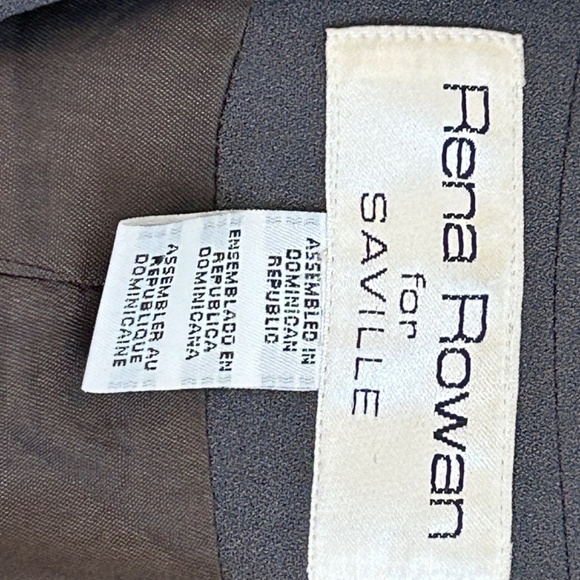 Rena Rowan
for
SAVILLE
ASSEMBLED IN
DOMINICAN
REPUBLIC
ENSEMBLADO EN
REPUBLICA
DOMINICANA
ASSEMBLER AU
REPUBLIQUE
DOMINICAINE